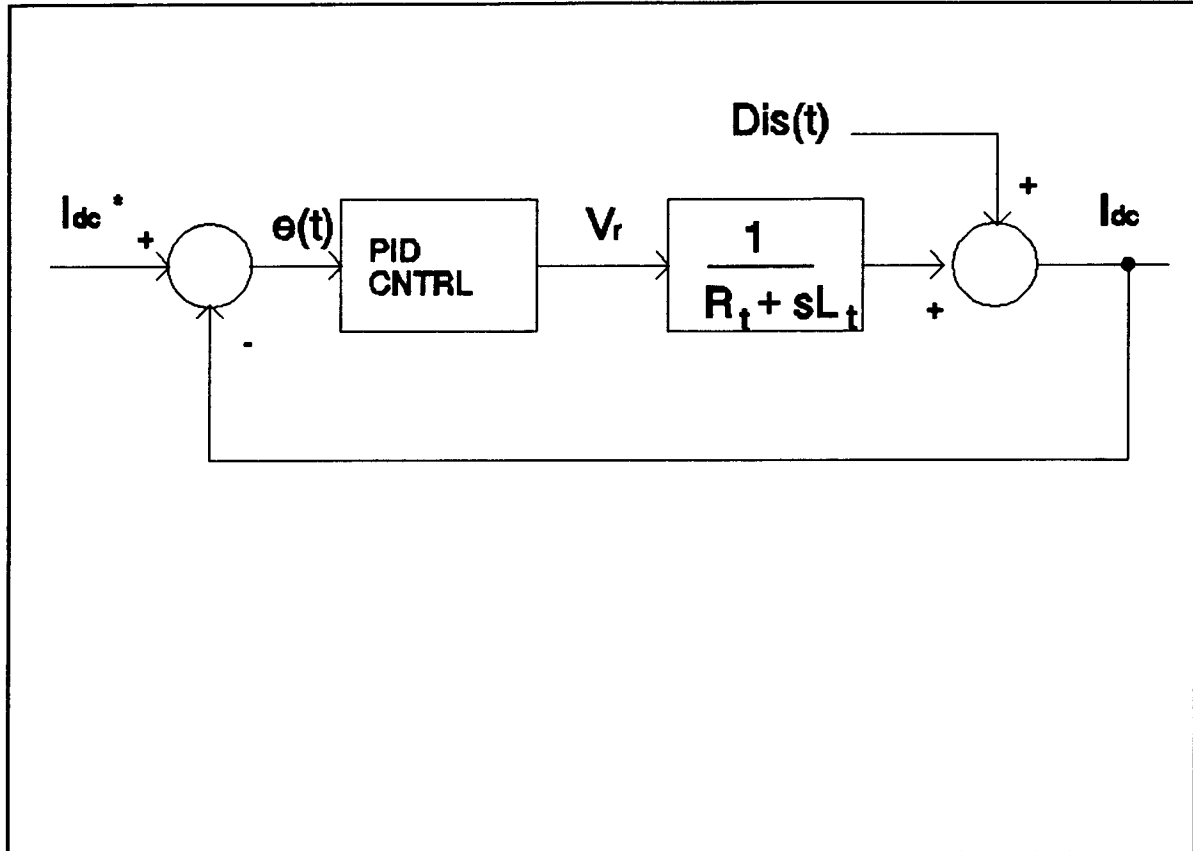 Dis(t)
+
Idc *
+
e(t)
PID
CNTRL
Vr
1
Rt + sLt
+
Idc
-